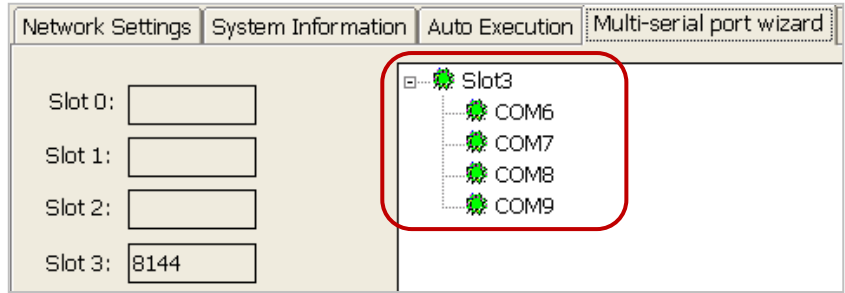 Network Settings System Information Auto Execution Multi-serial port wizard
Slot 0:
Slot 1:
Slot 2:
Slot 3: 8144
Slot3
COM6
COM7
COM8
COM9